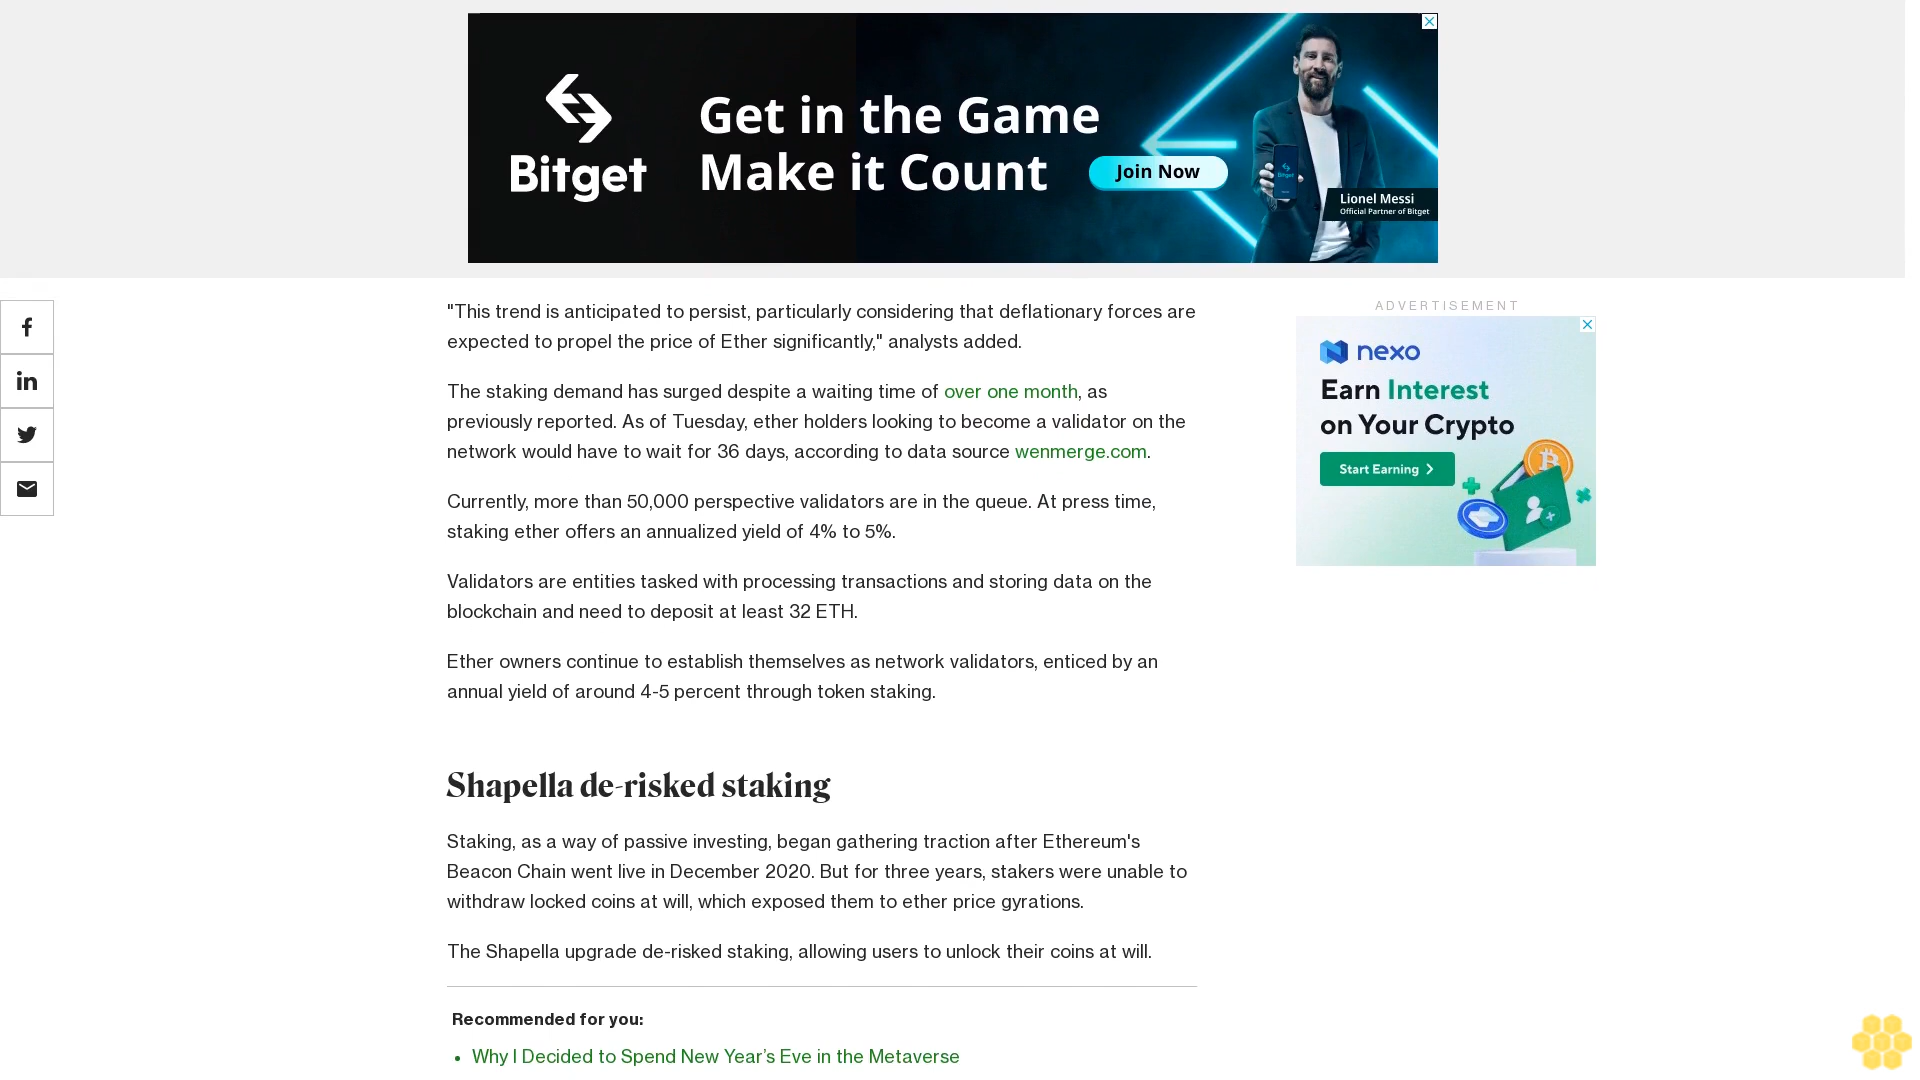 Bitget
Get in the Game
Make it Count
Join Now
Bitget
Lionel Messi
Official Partner of Bitget
"This trend is anticipated to persist, particularly considering that deflationary forces are
expected to propel the price of Ether significantly," analysts added.
The staking demand has surged despite a waiting time of over one month, as
previously reported. As of Tuesday, ether holders looking to become a validator on the
network would have to wait for 36 days, according to data source wenmerge.com.
Currently, more than 50,000 perspective validators are in the queue. At press time,
staking ether offers an annualized yield of 4% to 5%.
Validators are entities tasked with processing transactions and storing data on the
blockchain and need to deposit at least 32 ETH.
Ether owners continue to establish themselves as network validators, enticed by an
annual yield of around 4-5 percent through token staking.
Shapella de-risked staking
Staking, as a way of passive investing, began gathering traction after Ethereum's
Beacon Chain went live in December 2020. But for three years, stakers were unable to
withdraw locked coins at will, which exposed them to ether price gyrations.
The Shapella upgrade de-risked staking, allowing users to unlock their coins at will.
Recommended for you:
• Why I Decided to Spend New Year’s Eve in the Metaverse
ADVERTISEMENT
nexo
Earn Interest
on Your Crypto
Start Earning